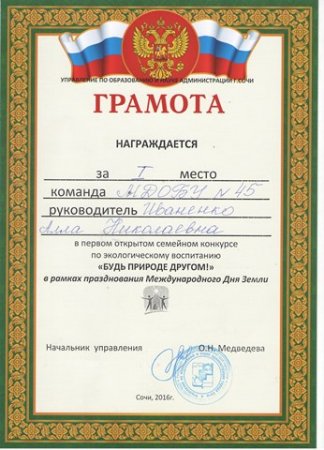 УПРАВЛЕНИЕ ПО ОБРАЗОВАНИЮ И НАУКЕ АДМИНИСТРАЦИИ Г.СОЧИ
ГРАМОТА
НАГРАЖДАЕТСЯ
за I место
команда МДОБУ № 45
руководитель Иваненко
Алла Николаевна
в первом открытом семейном конкурсе
по экологическому воспитанию
«БУДЬ ПРИРОДЕ ДРУГОМ!»
в рамках празднования Международного Дня Земли
Начальник управления О.Н. Медведева
Сочи, 2016г.